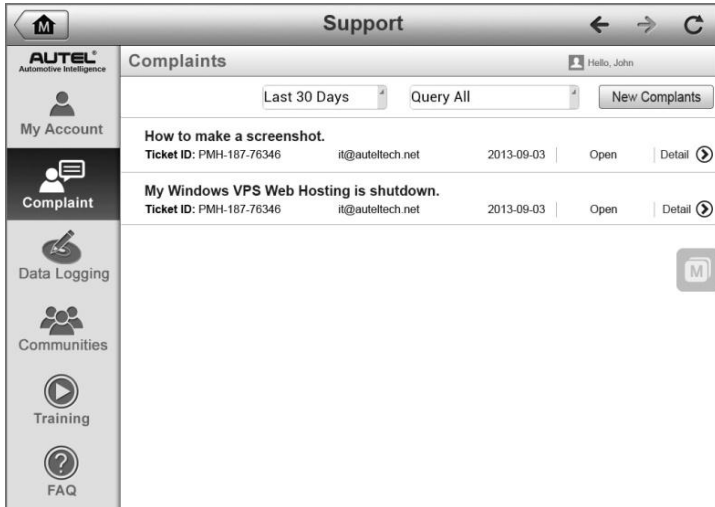 M
Support
AUTEL®
Automotive Intelligence
Complaints
Hello, John
Last 30 Days
Query All
New Complants
My Account
How to make a screenshot.
Ticket ID: PMH-187-76346 it@auteltech.net 2013-09-03 Open Detail
Complaint
My Windows VPS Web Hosting is shutdown.
Ticket ID: PMH-187-76346 it@auteltech.net 2013-09-03 Open Detail
Data Logging
M
Communities
Training
?
FAQ